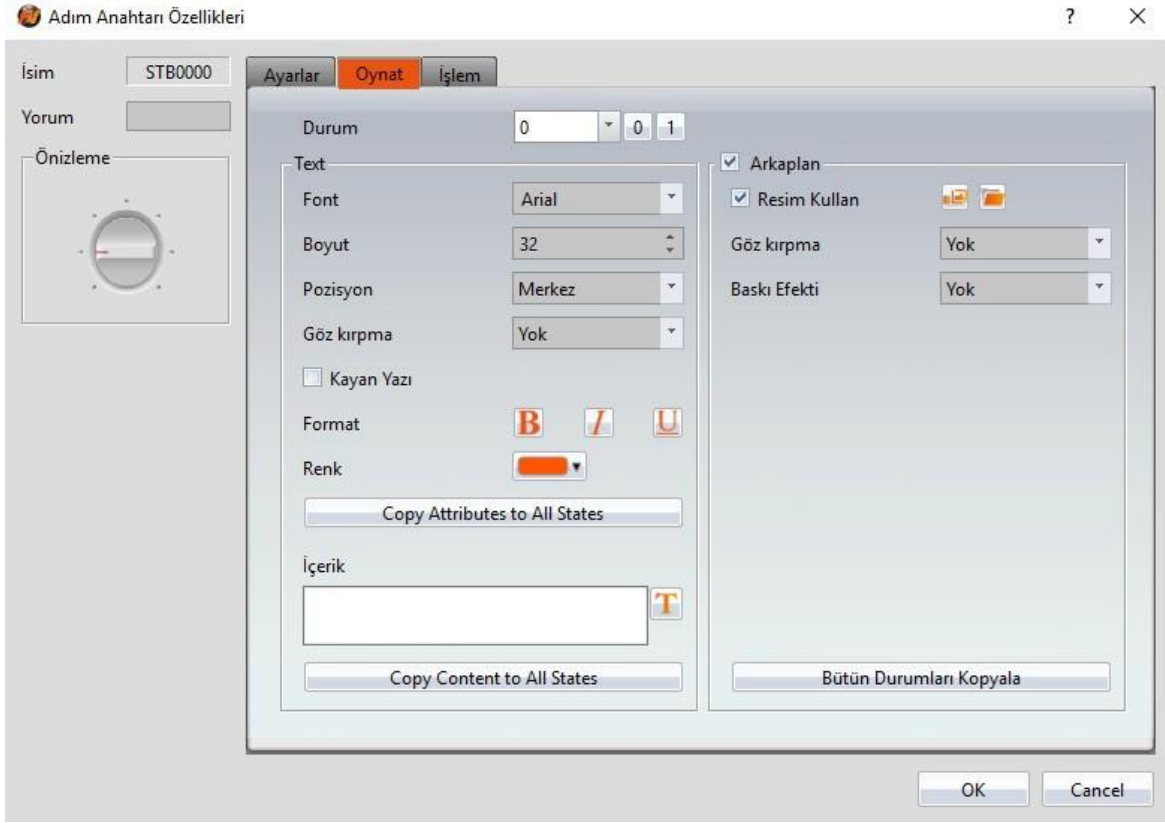 Adım Anahtarı Özellikleri
?
İsim
STB0000
Yorum
Önizleme
Ayarlar
Oynat
İşlem
Durum
0
0
1
Text
Font
Arial
Boyut
32
Pozisyon
Merkez
Göz kırpma
Yok
Kayan Yazı
Format
B
I
U
Renk
Copy Attributes to All States
İçerik
T
Copy Content to All States
Arkaplan
Resim Kullan
Göz kırpma
Yok
Baskı Efekti
Yok
Bütün Durumları Kopyala
OK
Cancel